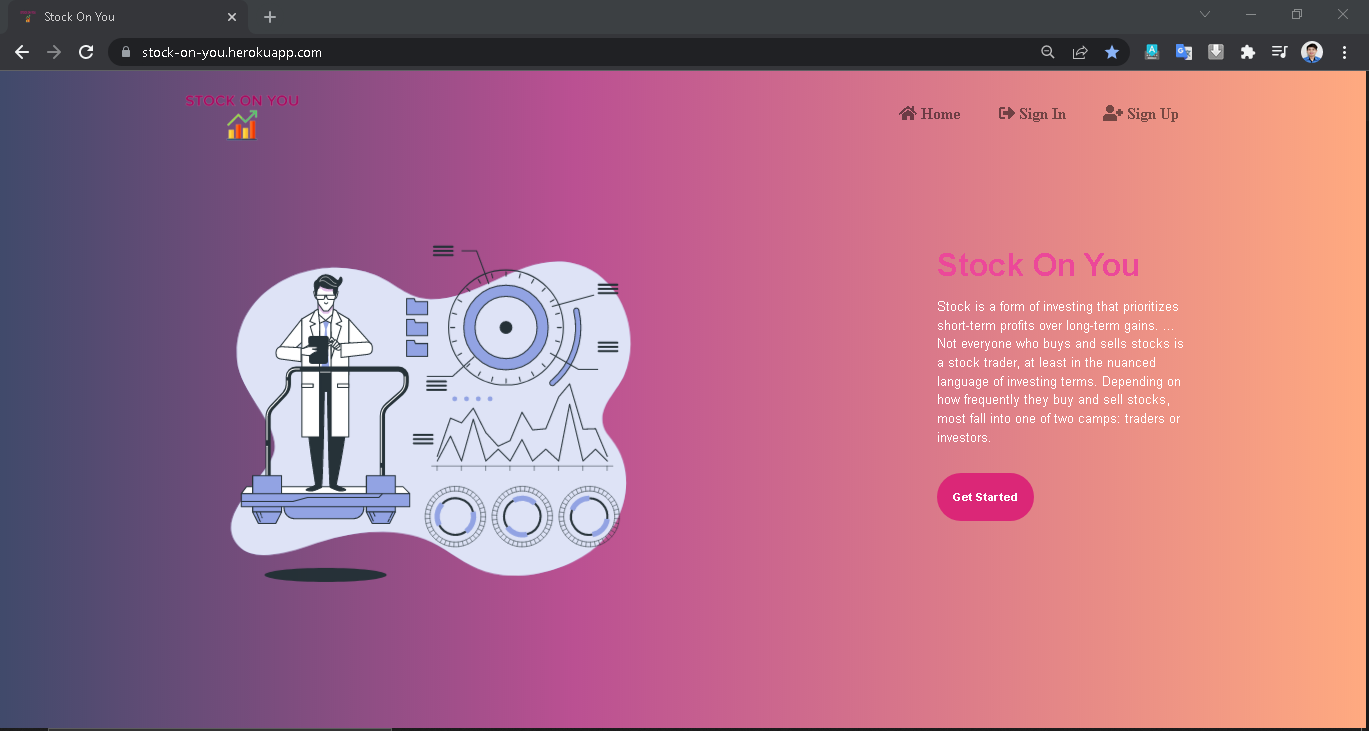 Stock On You
stock-on-you.herokuapp.com
STOCK ON YOU
Home
Sign In
Sign Up
Stock On You
Stock is a form of investing that prioritizes
short-term profits over long-term gains. ...
Not everyone who buys and sells stocks is
a stock trader, at least in the nuanced
language of investing terms. Depending on
how frequently they buy and sell stocks,
most fall into one of two camps: traders or
investors.
Get Started